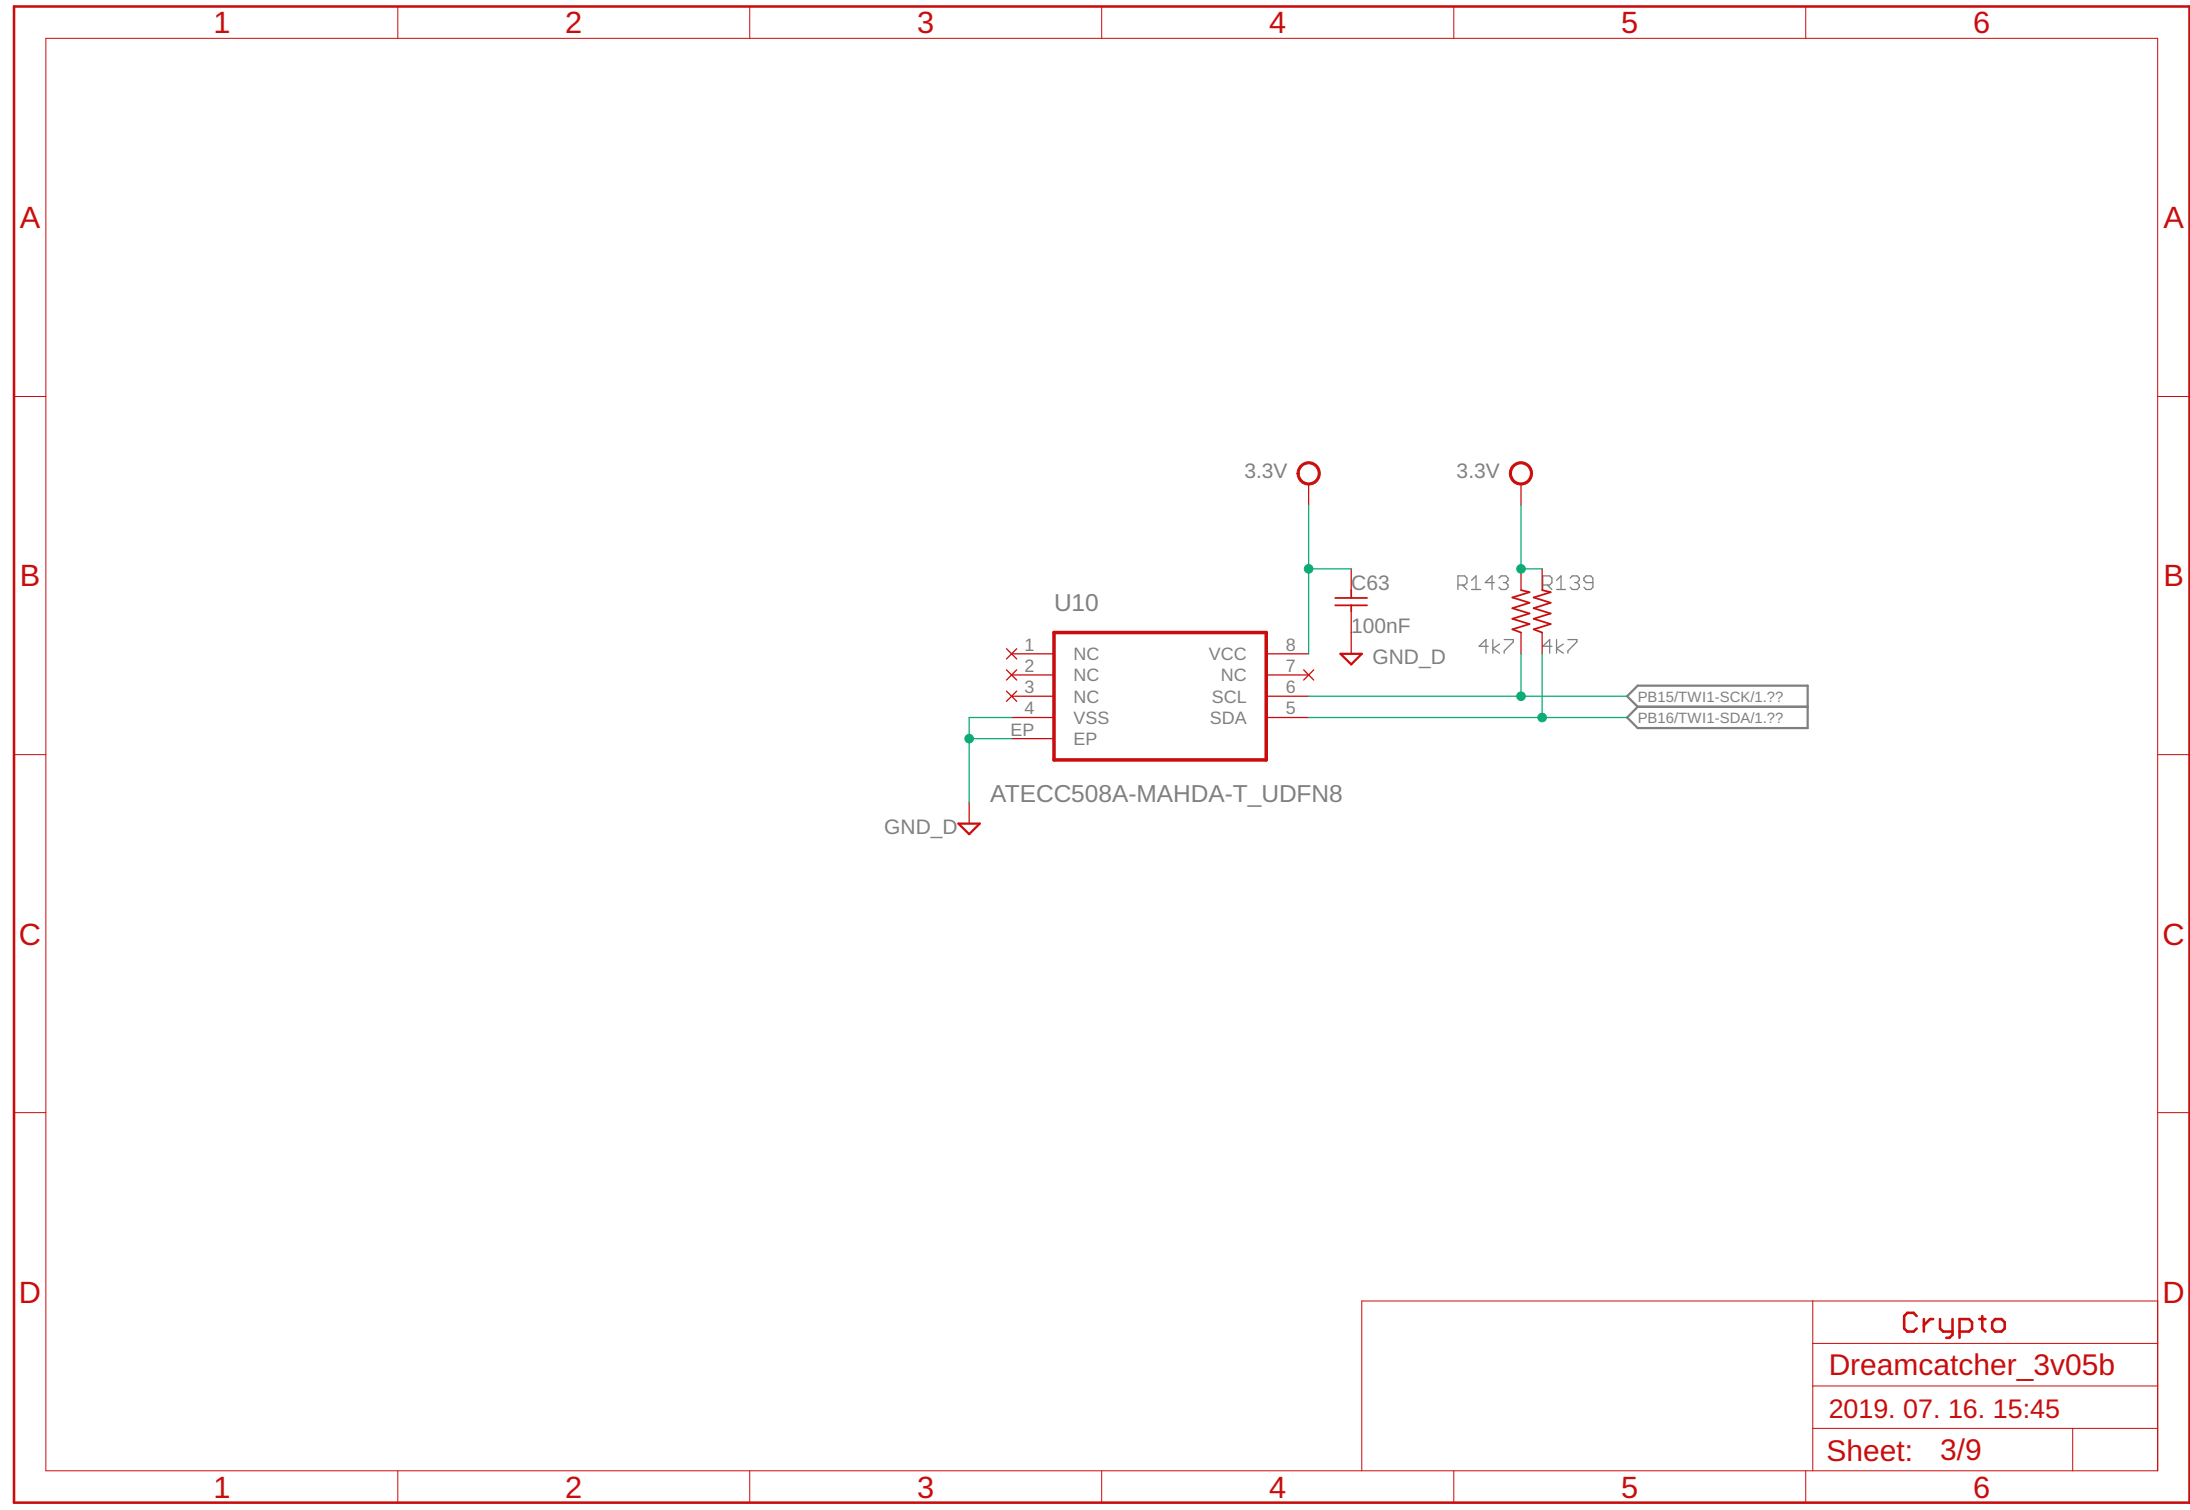 1 2 3 4 5 6
A A
3.3V 3.3V
B B
C63 R143 R139
U10
100nF
4k7 4k7
GND_D
1 NC VCC 8
2 NC NC 7
3 NC SCL 6 PB15/TWI1-SCK/1.??
4 VSS SDA 5 PB16/TWI1-SDA/1.??
EP EP
ATECC508A-MAHDA-T_UDFN8
GND_D
C C
D D
Crypto
Dreamcatcher_3v05b
2019. 07. 16. 15:45
Sheet: 3/9
1 2 3 4 5 6